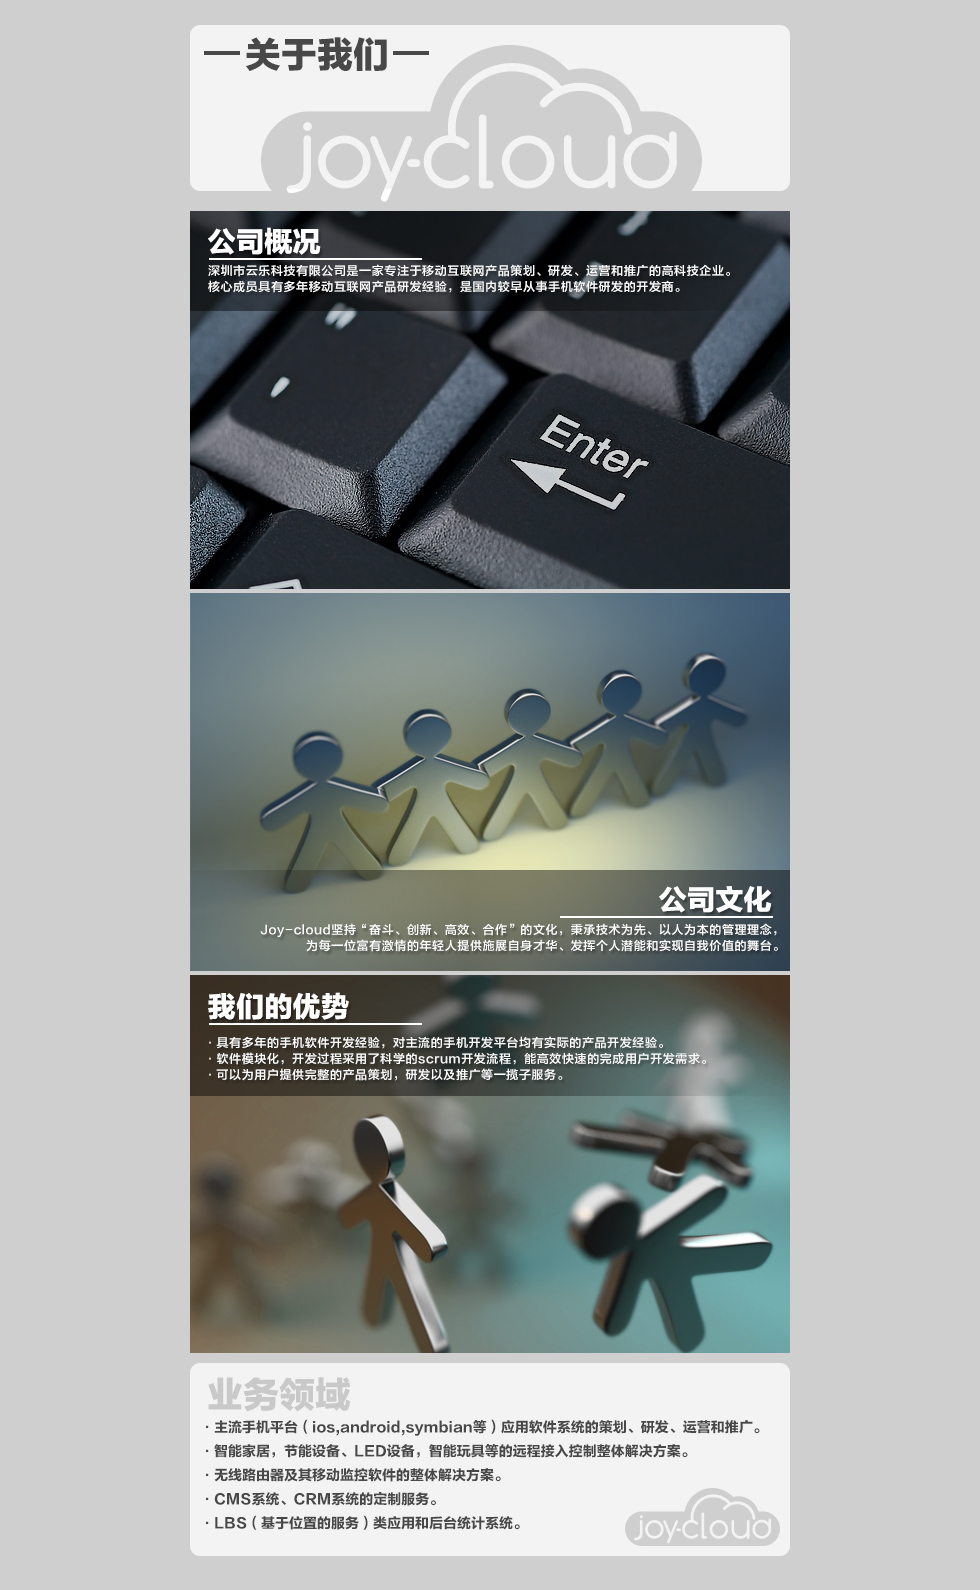 关于我们
joy-cloud
公司概况
深圳市云乐科技有限公司是一家专注于移动互联网产品策划、研发、运营和推广的高科技企业。
核心成员具有多年移动互联网产品研发经验，是国内较早从事手机软件研发的开发商。
Enter
公司文化
Joy-cloud坚持“奋斗、创新、高效、合作”的文化，秉承技术为先、以人为本的管理理念，
为每一位富有激情的年轻人提供施展自身才华、发挥个人潜能和实现自我价值的舞台。
我们的优势
· 具有多年的手机软件开发经验，对主流的手机开发平台均有实际的产品开发经验。
· 软件模块化，开发过程采用了科学的scrum开发流程，能高效快速的完成用户开发需求。
· 可以为用户提供完整的产品策划，研发以及推广等一揽子服务。
业务领域
· 主流手机平台（ios,android,symbian等）应用软件系统的策划、研发、运营和推广。
· 智能家居，节能设备、LED设备，智能玩具等的远程接入控制整体解决方案。
· 无线路由器及其移动监控软件的整体解决方案。
· CMS系统、CRM系统的定制服务。
· LBS（基于位置的服务）类应用和后台统计系统。
joy-cloud